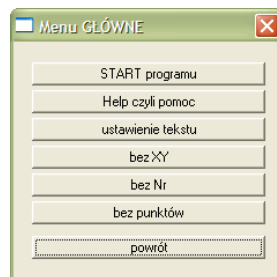 Menu GŁÓWNE
START programu
Help czyli pomoc
ustawienie tekstu
bez XY
bez Nr
bez punktów
powrót